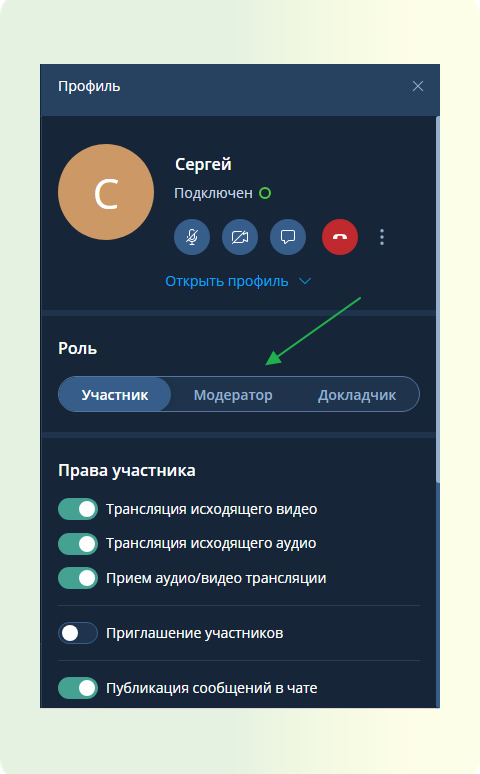 Профиль
С
Сергей
Подключен
Открыть профиль
Роль
Участник Модератор Докладчик
Права участника
Трансляция исходящего видео
Трансляция исходящего аудио
Прием аудио/видео трансляции
Приглашение участников
Публикация сообщений в чате